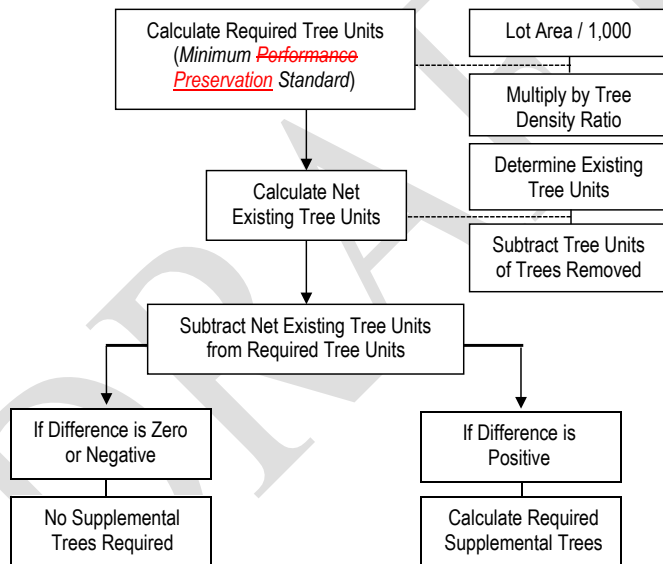 Calculate Required Tree Units
(Minimum Performance
Preservation Standard)
Lot Area / 1,000
Multiply by Tree
Density Ratio
Calculate Net
Existing Tree Units
Determine Existing
Tree Units
Subtract Tree Units
of Trees Removed
Subtract Net Existing Tree Units
from Required Tree Units
If Difference is Zero
or Negative
If Difference is
Positive
No Supplemental
Trees Required
Calculate Required
Supplemental Trees
DRAF